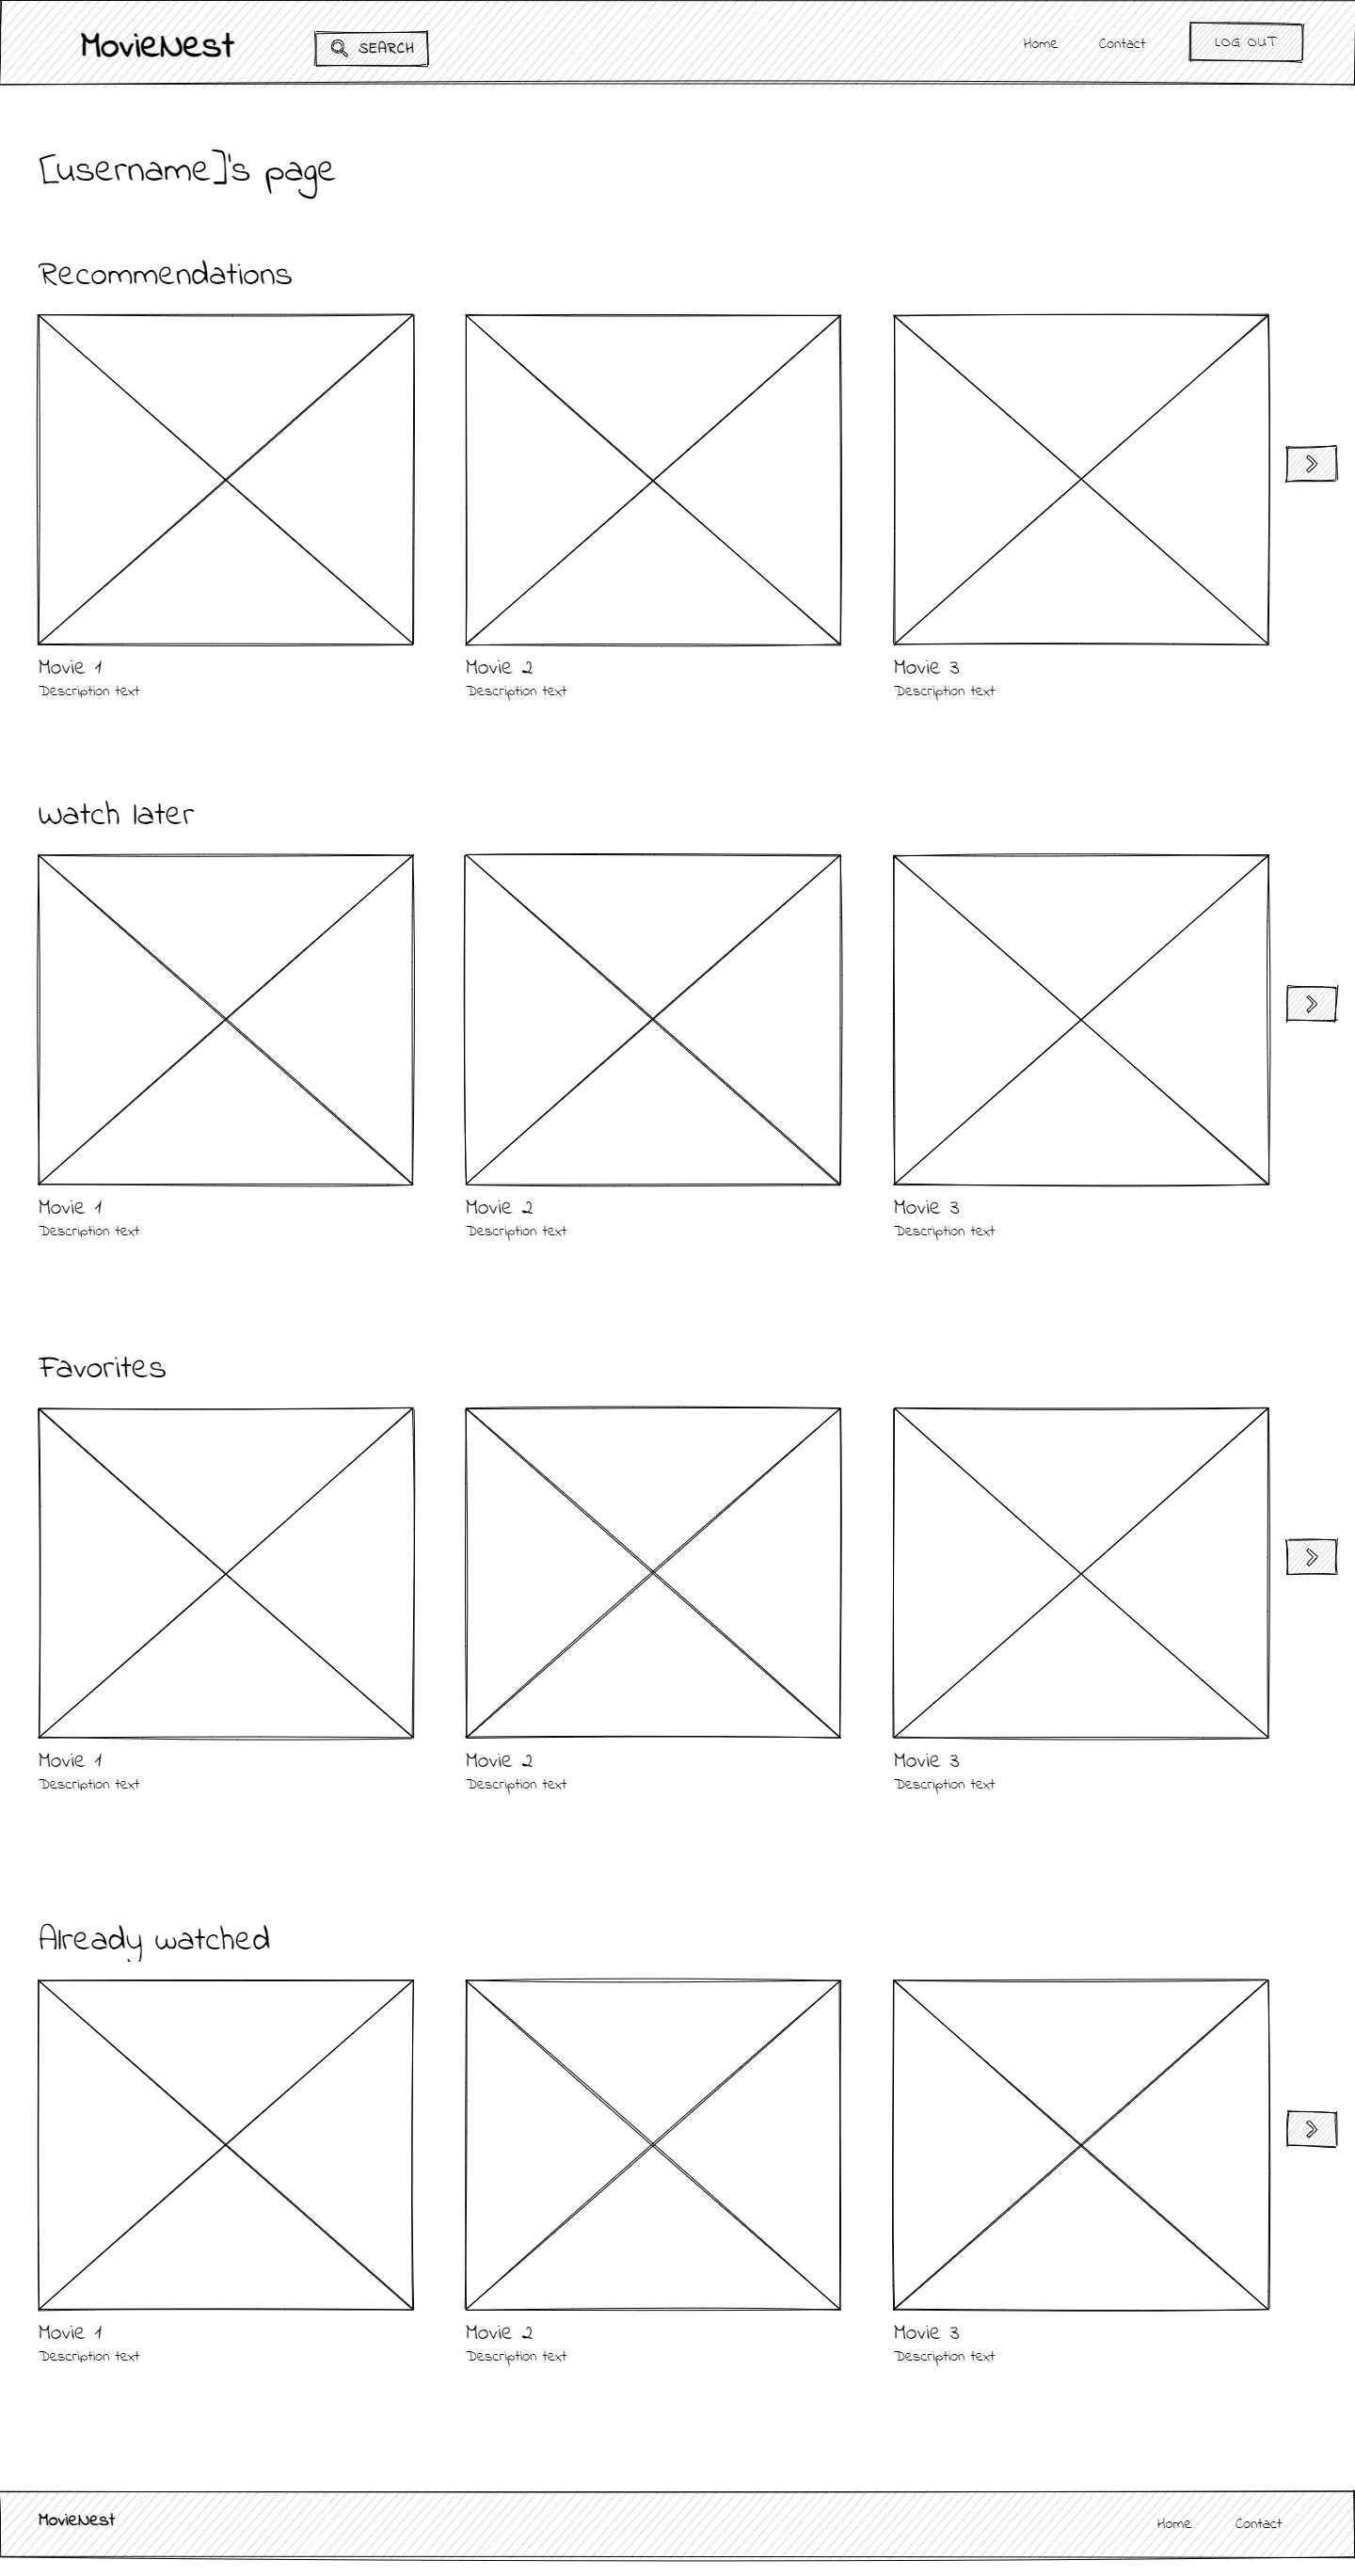 MovieNest
SEARCH
Home Contact LOG OUT
[username]'s page
Recommendations
Movie 1 Movie 2 Movie 3
Description text Description text Description text
Watch later
Movie 1 Movie 2 Movie 3
Description text Description text Description text
Favorites
Movie 1 Movie 2 Movie 3
Description text Description text Description text
Already watched
Movie 1 Movie 2 Movie 3
Description text Description text Description text
MovieNest
Home Contact